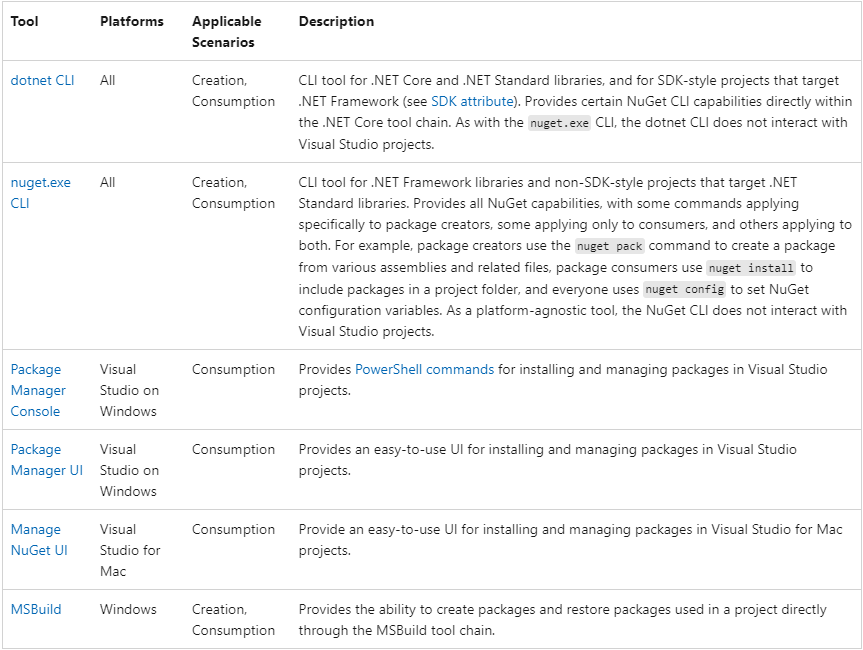 Tool Platforms Applicable Scenarios Description
dotnet CLI All Creation, Consumption CLI tool for .NET Core and .NET Standard libraries, and for SDK-style projects that target
.NET Framework (see SDK attribute). Provides certain NuGet CLI capabilities directly within
the .NET Core tool chain. As with the nuget.exe CLI, the dotnet CLI does not interact with
Visual Studio projects.
nuget.exe CLI All Creation, Consumption CLI tool for .NET Framework libraries and non-SDK-style projects that target .NET
Standard libraries. Provides all NuGet capabilities, with some commands applying
specifically to package creators, some applying only to consumers, and others applying to
both. For example, package creators use the nuget pack command to create a package
from various assemblies and related files, package consumers use nuget install to
include packages in a project folder, and everyone uses nuget config to set NuGet
configuration variables. As a platform-agnostic tool, the NuGet CLI does not interact with
Visual Studio projects.
Package Manager Console Visual Studio on Windows Consumption Provides PowerShell commands for installing and managing packages in Visual Studio
projects.
Package Manager UI Visual Studio on Windows Consumption Provides an easy-to-use UI for installing and managing packages in Visual Studio
projects.
Manage NuGet UI Visual Studio for Mac Consumption Provide an easy-to-use UI for installing and managing packages in Visual Studio for Mac
projects.
MSBuild Windows Creation, Consumption Provides the ability to create packages and restore packages used in a project directly
through the MSBuild tool chain.